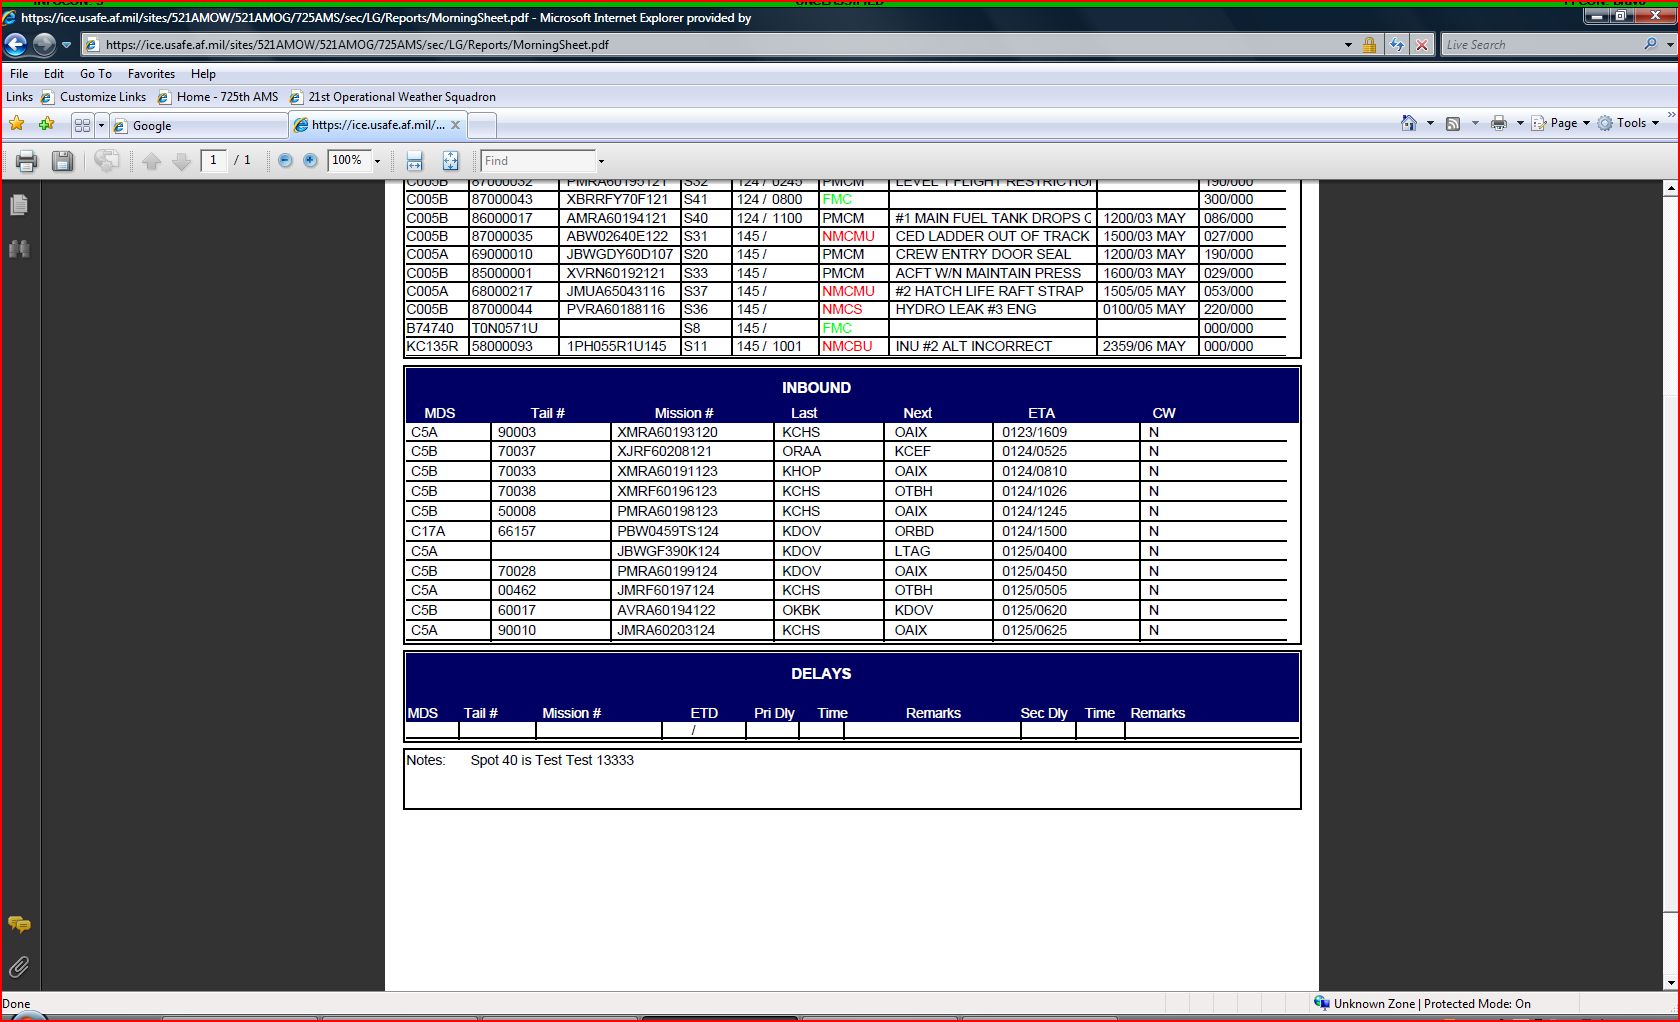 INFOCON: 3 UNCLASSIFIED FPCON: Bravo
https://ice.usafe.af.mil/sites/521AMOW/521AMOG/725AMS/sec/LG/Reports/MorningSheet.pdf - Microsoft Internet Explorer provided by
https://ice.usafe.af.mil/sites/521AMOW/521AMOG/725AMS/sec/LG/Reports/MorningSheet.pdf Live Search
File Edit Go To Favorites Help
Links Customize Links Home - 725th AMS 21st Operational Weather Squadron
Google https://ice.usafe.af.mil/... Page Tools
1 / 1 100% Find
C005B 87000032 PMRA60195121 S32 124 / 0245 PMCM LEVEL 1 FLIGHT RESTRICTIO 190/000
C005B 87000043 XBRRFY70F121 S41 124 / 0800 FMC 300/000
C005B 86000017 AMRA60194121 S40 124 / 1100 PMCM #1 MAIN FUEL TANK DROPS 1200/03 MAY 086/000
C005B 87000035 ABW02640E122 S31 145 / NMCMU CED LADDER OUT OF TRACK 1500/03 MAY 027/000
C005A 69000010 JBWGDY60D107 S20 145 / PMCM CREW ENTRY DOOR SEAL 1200/03 MAY 190/000
C005B 85000001 XVRN60192121 S33 145 / PMCM ACFT W/N MAINTAIN PRESS 1600/03 MAY 029/000
C005A 68000217 JMUA65043116 S37 145 / NMCMU #2 HATCH LIFE RAFT STRAP 1505/05 MAY 053/000
C005B 87000044 PVRA60188116 S36 145 / NMCS HYDRO LEAK #3 ENG 0100/05 MAY 220/000
B74740 T0N0571U S8 145 / FMC 000/000
KC135R 58000093 1PH055R1U145 S11 145 / 1001 NMCBU INU #2 ALT INCORRECT 2359/06 MAY 000/000
INBOUND
MDS Tail # Mission # Last Next ETA CW
C5A 90003 XMRA60193120 KCHS OAIX 0123/1609 N
C5B 70037 XJRF60208121 ORAA KCEF 0124/0525 N
C5B 70033 XMRA60191123 KHOP OAIX 0124/0810 N
C5B 70038 XMRF60196123 KCHS OTBH 0124/1026 N
C5B 50008 PMRA60198123 KCHS OAIX 0124/1245 N
C17A 66157 PBW0459TS124 KDOV ORBD 0124/1500 N
C5A JBWGF390K124 KDOV LTAG 0125/0400 N
C5B 70028 PMRA60199124 KDOV OAIX 0125/0450 N
C5A 00462 JMRF60197124 KCHS OTBH 0125/0505 N
C5B 60017 AVRA60194122 OKBK KDOV 0125/0620 N
C5A 90010 JMRA60203124 KCHS OAIX 0125/0625 N
DELAYS
MDS Tail # Mission # ETD Pri Dly Time Remarks Sec Dly Time Remarks
/
Notes: Spot 40 is Test Test 13333
Done Unknown Zone | Protected Mode: On